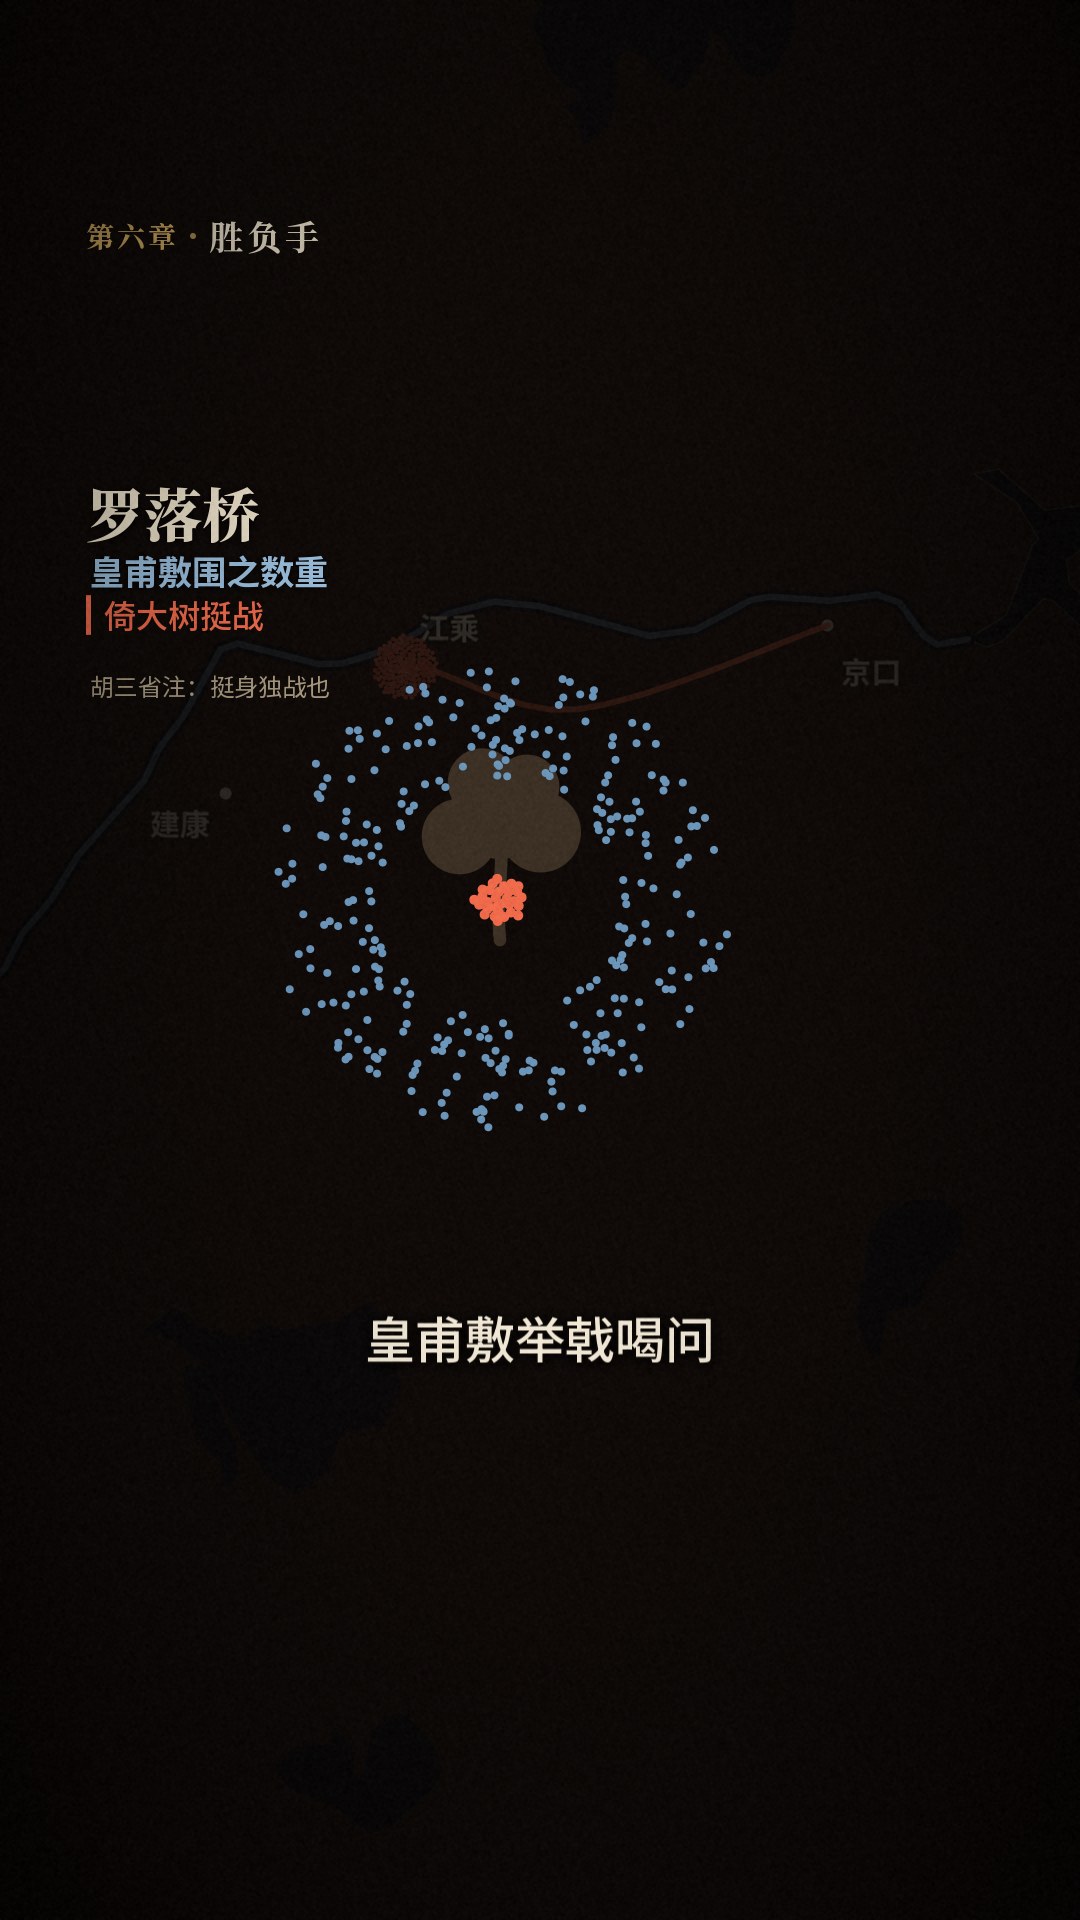 第六章·胜负手
罗落桥
皇甫敷围之数重
倚大树挺战
胡三省注：挺身独战也
江乘
京口
建康
皇甫敷举戟喝问